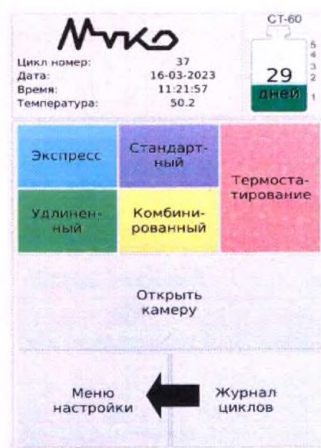 СТ-60
Мико
Цикл номер: 37
Дата: 16-03-2023
Время: 11:21:57
Температура: 50.2
5
4
3
2
1
29
дней
Экспресс
Стандарт-
ный
Термоста-
тирование
Удлинен-
ный
Комбини-
рованный
Открыть
камеру
Меню
настройки
Журнал
циклов